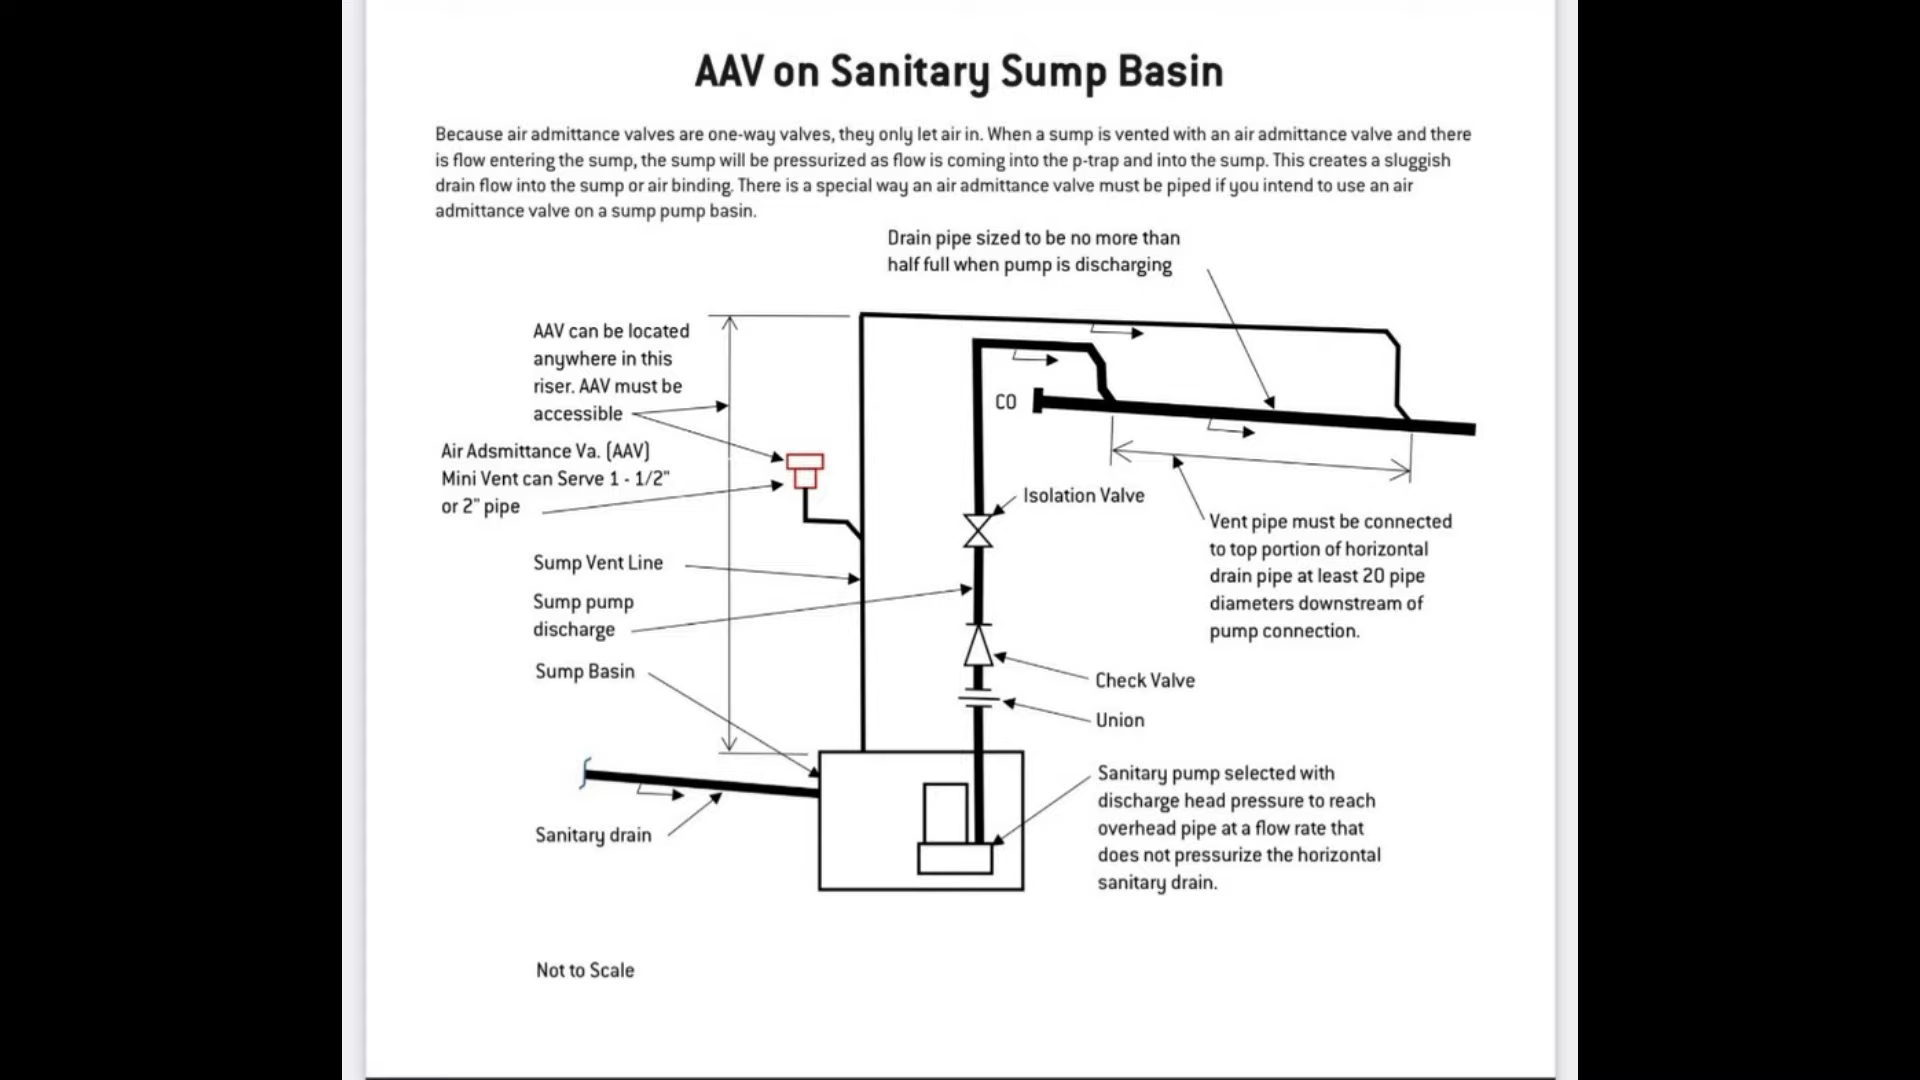 AAV on Sanitary Sump Basin
Because air admittance valves are one-way valves, they only let air in. When a sump is vented with an air admittance valve and there
is flow entering the sump, the sump will be pressurized as flow is coming into the p-trap and into the sump. This creates a sluggish
drain flow into the sump or air binding. There is a special way an air admittance valve must be piped if you intend to use an air
admittance valve on a sump pump basin.
Drain pipe sized to be no more than
half full when pump is discharging
AAV can be located
anywhere in this
riser. AAV must be
accessible
CO
Air Adsmittance Va. (AAV)
Mini Vent can Serve 1 - 1/2"
or 2" pipe
Isolation Valve
Vent pipe must be connected
to top portion of horizontal
drain pipe at least 20 pipe
diameters downstream of
pump connection.
Sump Vent Line
Sump pump
discharge
Sump Basin
Check Valve
Union
Sanitary pump selected with
discharge head pressure to reach
overhead pipe at a flow rate that
does not pressurize the horizontal
sanitary drain.
Sanitary drain
Not to Scale